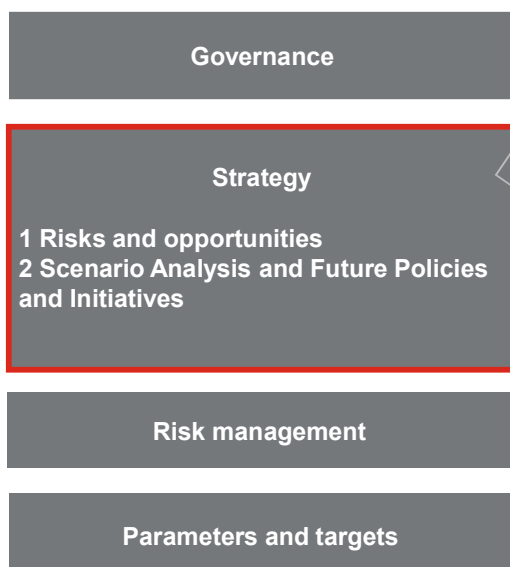 Governance
Strategy
1 Risks and opportunities
2 Scenario Analysis and Future Policies
and Initiatives
Risk management
Parameters and targets